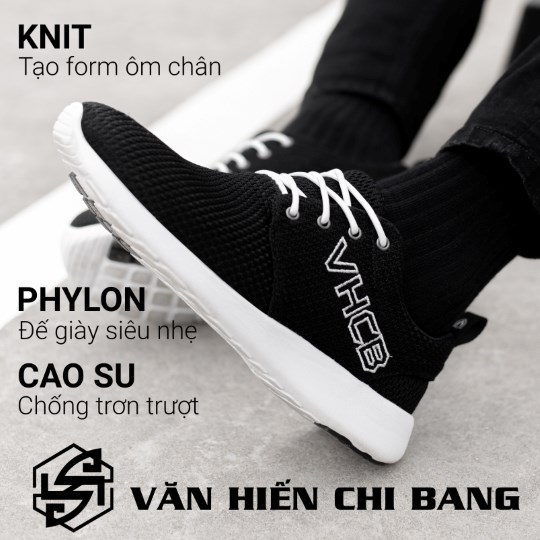 KNIT
Tạo form ôm chân
VHCB
PHYLON
Đế giày siêu nhẹ
CAO SU
Chống trơn trượt
VĂN HIẾN CHI BANG